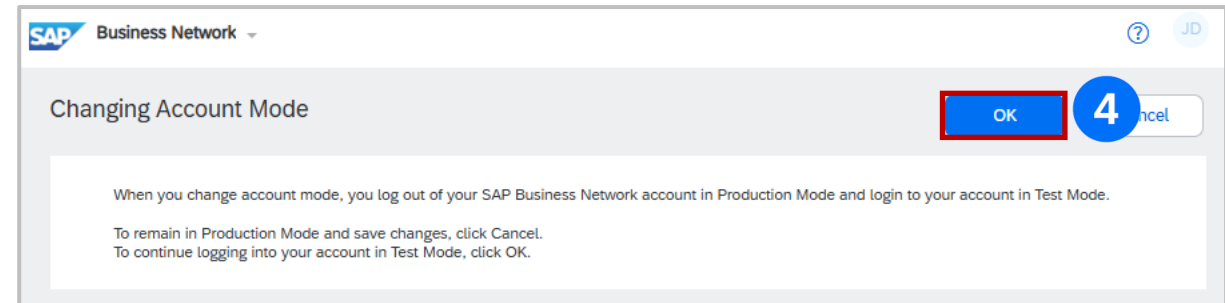 SAP Business Network
JD
Changing Account Mode
OK
4
ncel
When you change account mode, you log out of your SAP Business Network account in Production Mode and login to your account in Test Mode.
To remain in Production Mode and save changes, click Cancel.
To continue logging into your account in Test Mode, click OK.